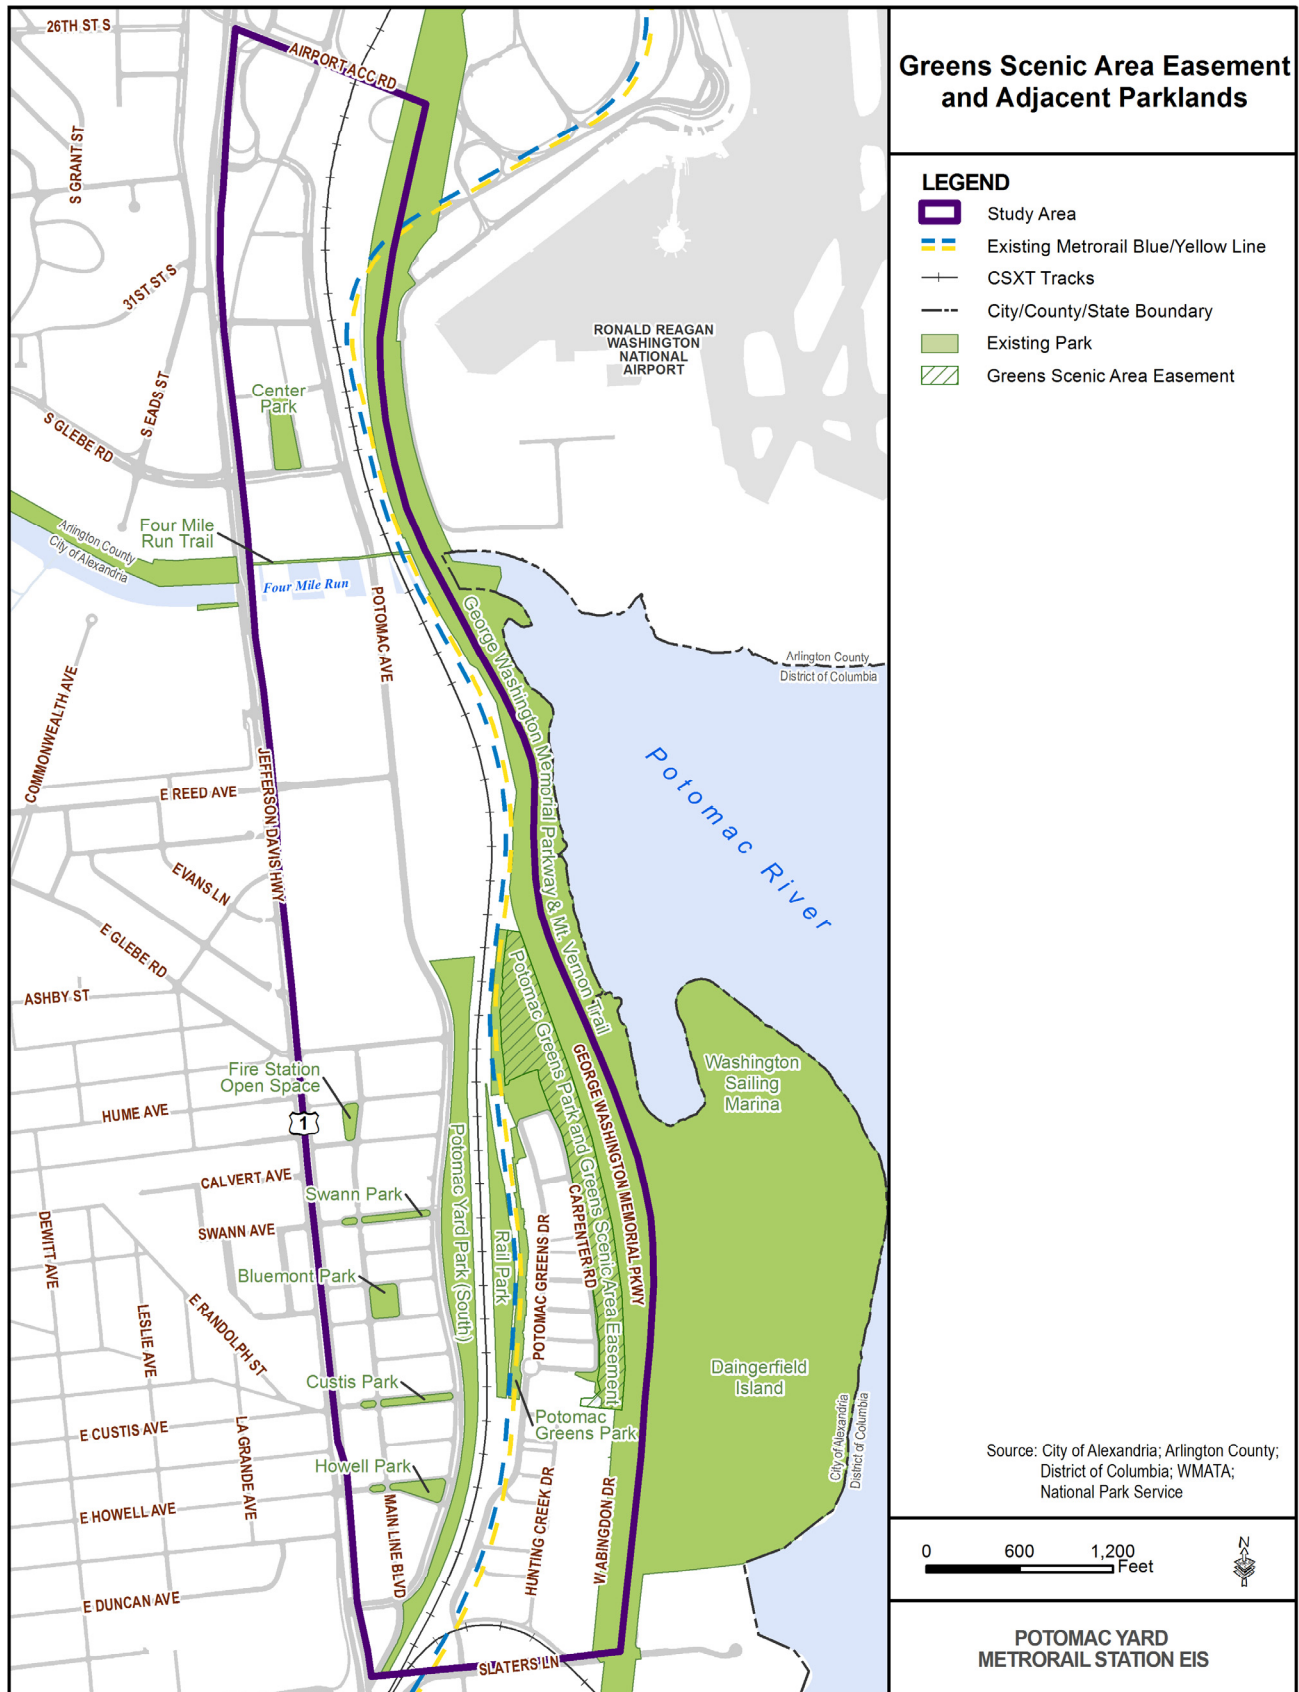 Greens Scenic Area Easement
and Adjacent Parklands
LEGEND
Study Area
Existing Metrorail Blue/Yellow Line
CSXT Tracks
City/County/State Boundary
Existing Park
Greens Scenic Area Easement
26TH ST S
AIRPORT ACC RD
S GRANT ST
31ST ST S
S EADS ST
S GLEBE RD
Center
Park
RONALD REAGAN
WASHINGTON
NATIONAL
AIRPORT
Arlington County
City of Alexandria
Four Mile
Run Trail
Four Mile Run
POTOMAC AVE
George Washington Memorial Parkway & Mt. Vernon Trail
Arlington County
District of Columbia
Potomac River
COMMONWEALTH AVE
E REED AVE
JEFFERSON DAVIS HWY
EVANS LN
E GLEBE RD
ASHBY ST
Potomac Greens Park and Greens Scenic Area Easement
GEORGE WASHINGTON MEMORIAL PKWY
Washington
Sailing
Marina
Fire Station
Open Space
HUME AVE
1
CALVERT AVE
Swann Park
SWANN AVE
DEWITT AVE
Bluemont Park
LESLIE AVE
E RANDOLPH ST
Potomac Yard Park (South)
Rail Park
POTOMAC GREENS DR
CARPENTER RD
Daingerfield
Island
Custis Park
E CUSTIS AVE
LA GRANDE AVE
Potomac
Greens Park
Howell Park
E HOWELL AVE
MAIN LINE BLVD
HUNTING CREEK DR
W ABINGDON DR
City of Alexandria
District of Columbia
E DUNCAN AVE
SLATERS LN
Source: City of Alexandria; Arlington County;
District of Columbia; WMATA;
National Park Service
0 600 1,200
Feet
N
POTOMAC YARD
METRORAIL STATION EIS